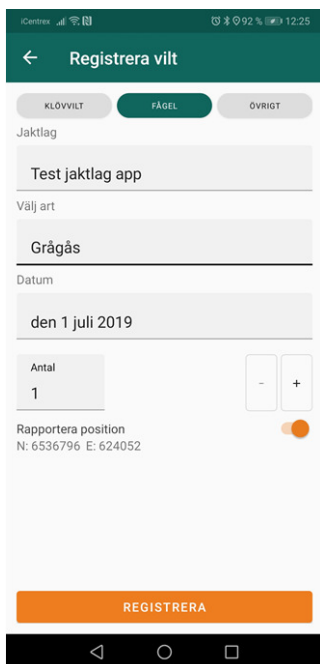 iCentrex 92 % 12:25
Registrera vilt
KLÖVVILT FÅGEL ÖVRIGT
Jaktlag
Test jaktlag app
Välj art
Grågås
Datum
den 1 juli 2019
Antal
1 - +
Rapportera position
N: 6536796 E: 624052
REGISTRERA